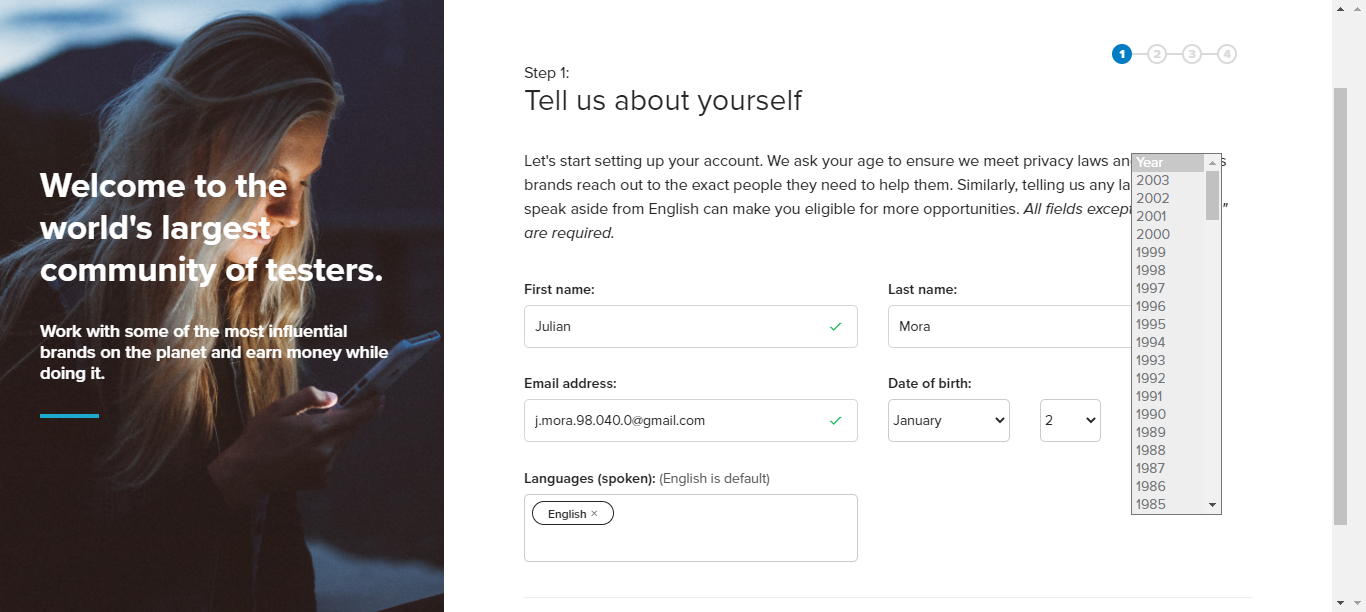 Welcome to the
world's largest
community of testers.
Work with some of the most influential
brands on the planet and earn money while
doing it.
1 2 3 4
Step 1:
Tell us about yourself
Let's start setting up your account. We ask your age to ensure we meet privacy laws
brands reach out to the exact people they need to help them. Similarly, telling us any
speak aside from English can make you eligible for more opportunities. All fields
are required.
First name:
Last name:
Julian
Mora
Email address:
Date of birth:
j.mora.98.040.0@gmail.com
January
2
Year
2003
2002
2001
2000
1999
1998
1997
1996
1995
1994
1993
1992
1991
1990
1989
1988
1987
1986
1985
Languages (spoken): (English is default)
English ×